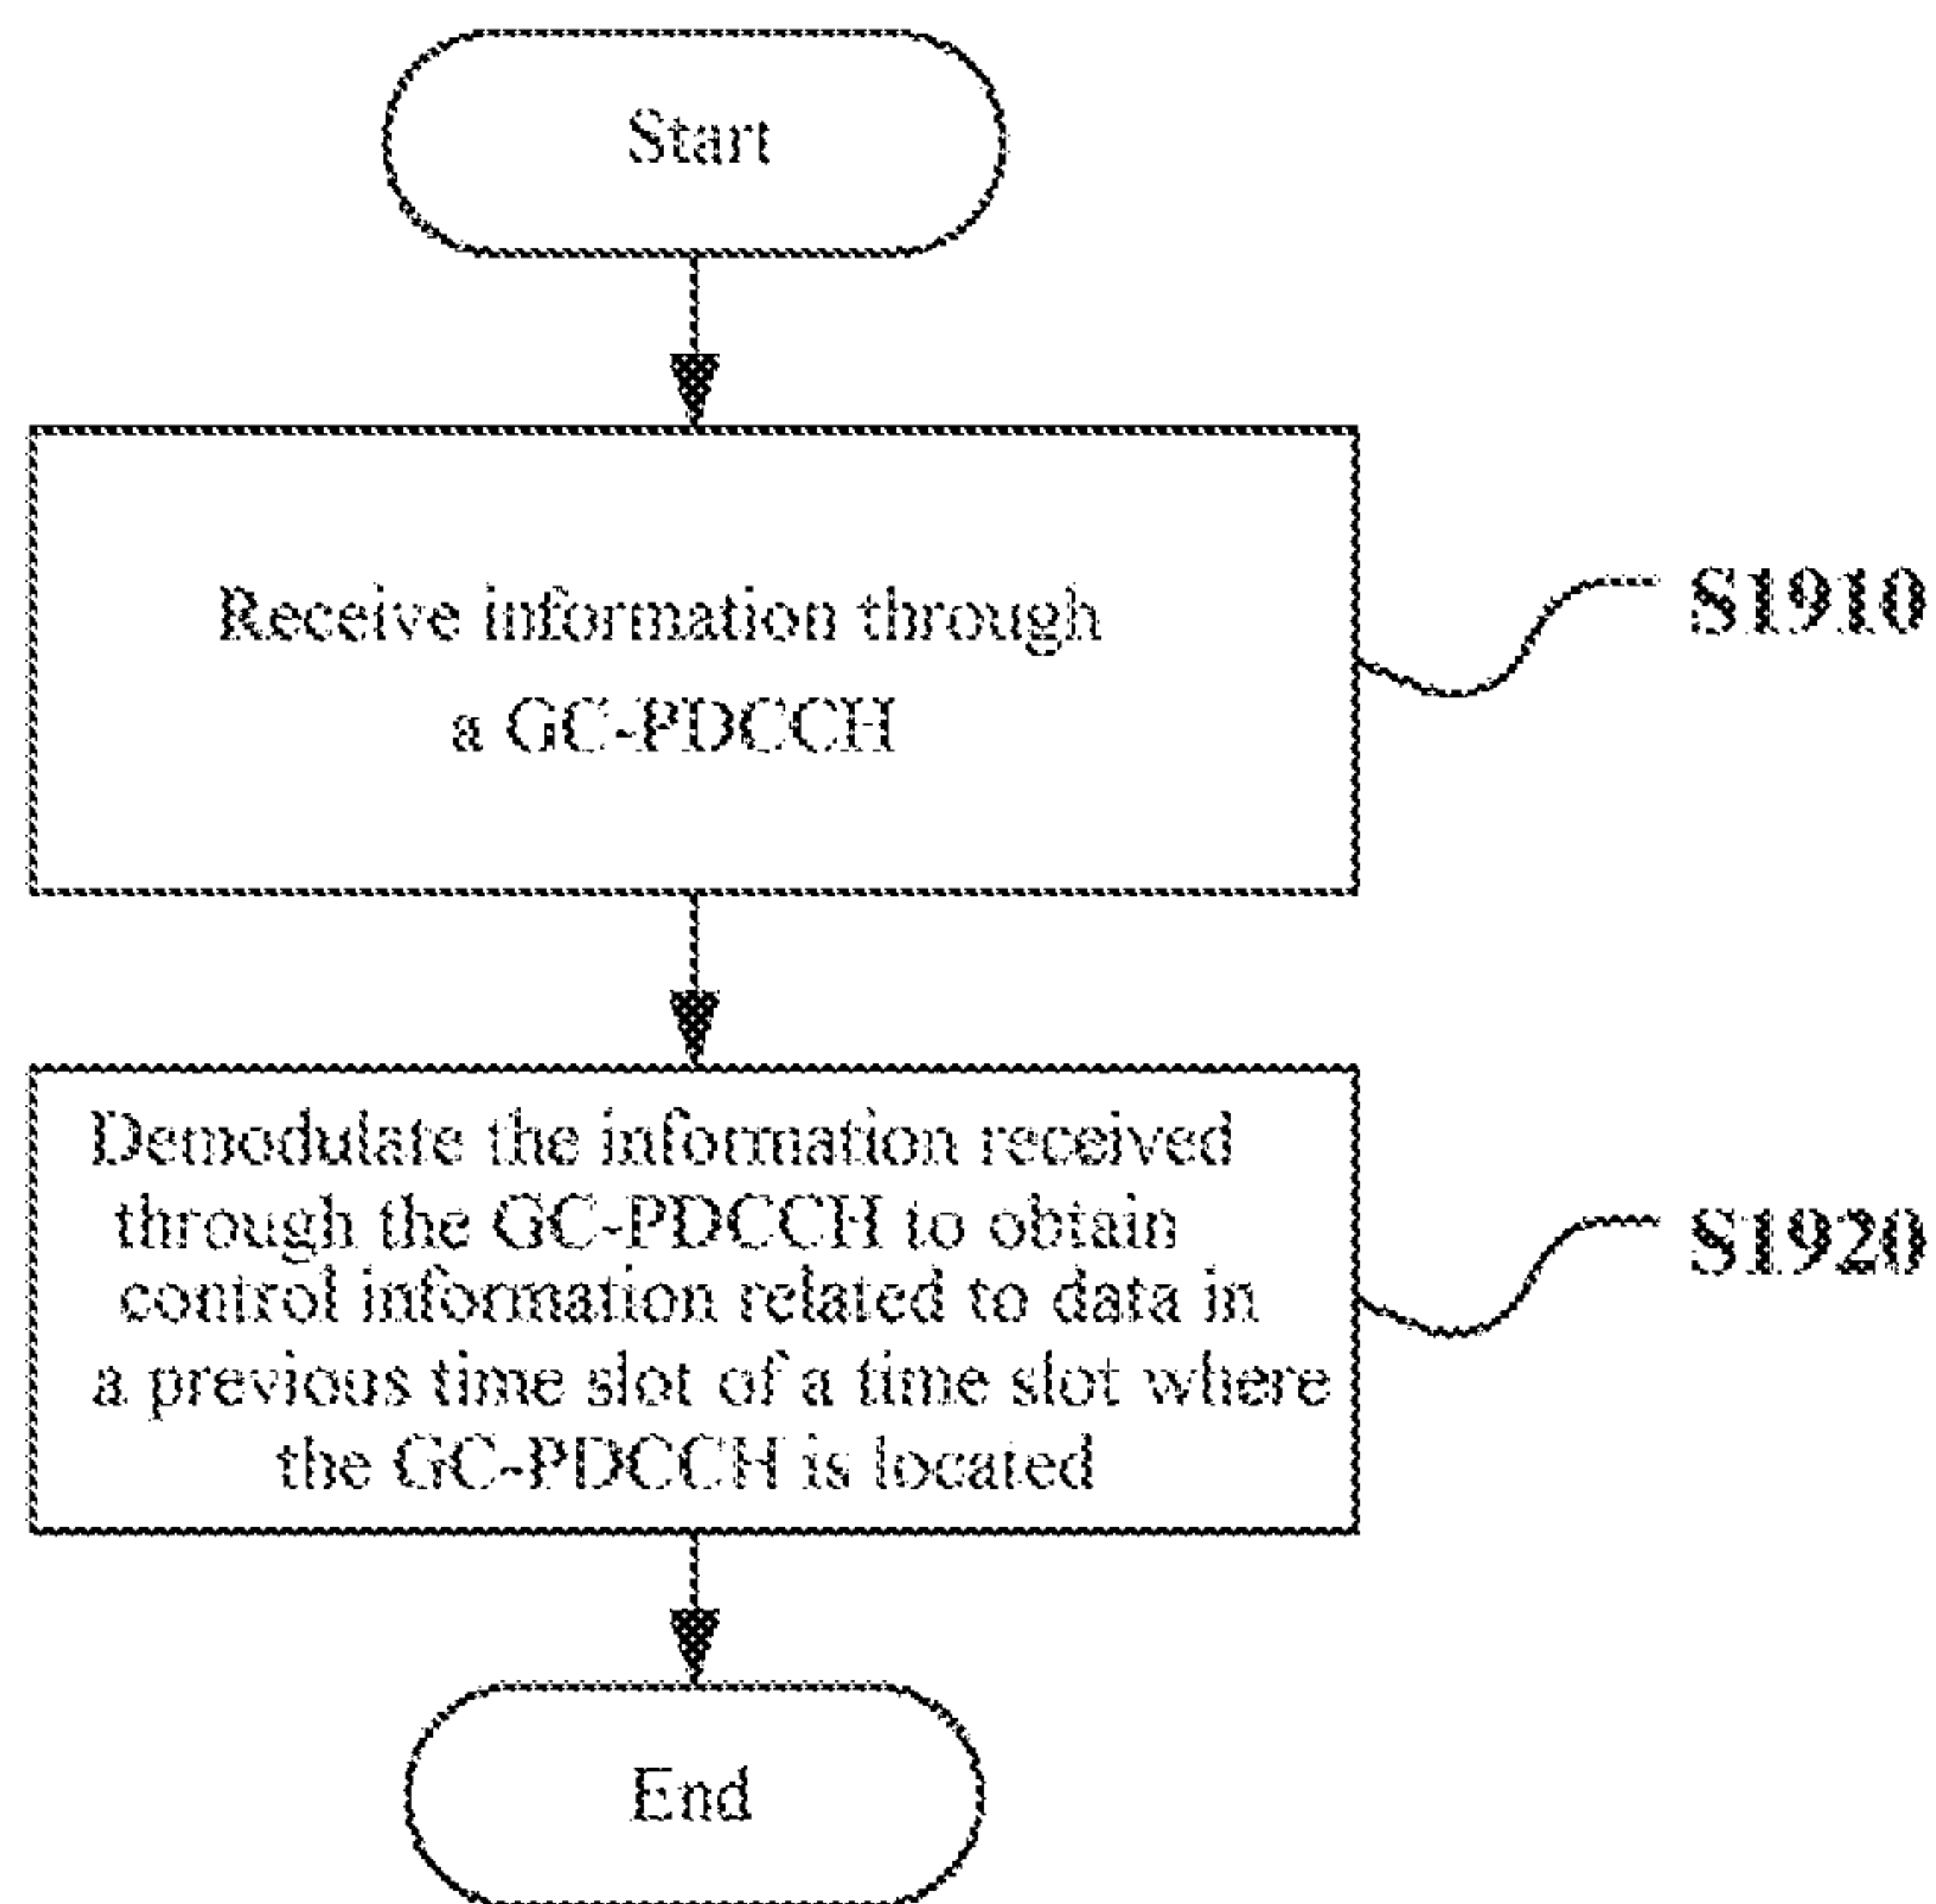 Start
Receive information through
a GC-PDCCH
S1910
Demodulate the information received
through the GC-PDCCH to obtain
control information related to data in
a previous time slot of a time slot where
the GC-PDCCH is located
S1920
End